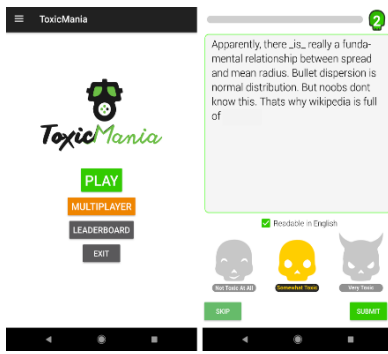 ToxicMania
ToxicMania
PLAY
MULTIPLAYER
LEADERBOARD
EXIT
2
Apparently, there _is_ really a funda-
mental relationship between spread
and mean radius. Bullet dispersion is
normal distribution. But noobs dont
know this. Thats why wikipedia is full
of
Readable in English
Not Toxic At All
Somewhat Toxic
Very Toxic
SKIP
SUBMIT